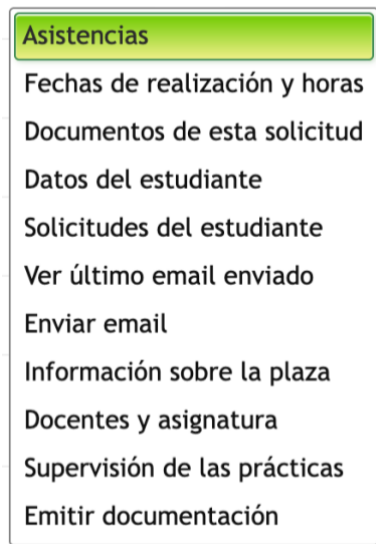 Asistencias
Fechas de realización y horas
Documentos de esta solicitud
Datos del estudiante
Solicitudes del estudiante
Ver último email enviado
Enviar email
Información sobre la plaza
Docentes y asignatura
Supervisión de las prácticas
Emitir documentación